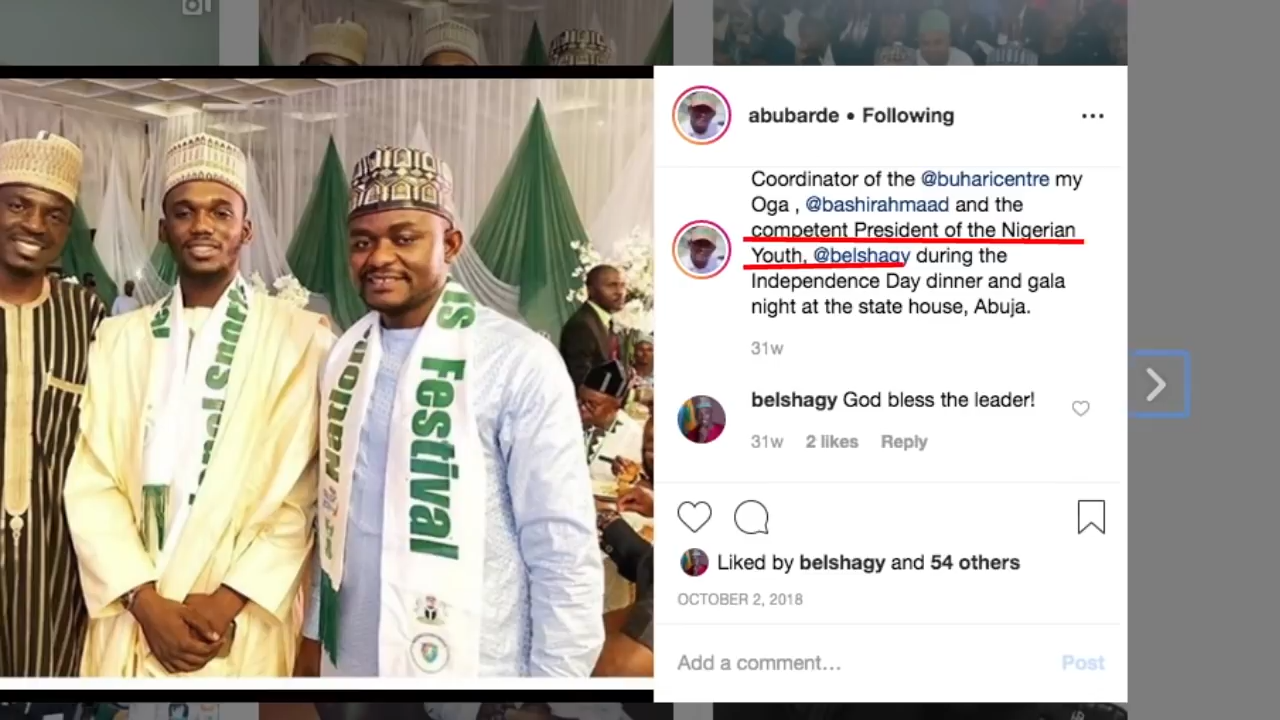 abubarde • Following
Coordinator of the @buharicentre my
Oga , @bashirahmaad and the
competent President of the Nigerian
Youth, @belshagy during the
Independence Day dinner and gala
night at the state house, Abuja.
31w
belshagy God bless the leader!
31w 2 likes Reply
Liked by belshagy and 54 others
OCTOBER 2, 2018
Add a comment... Post
Festival